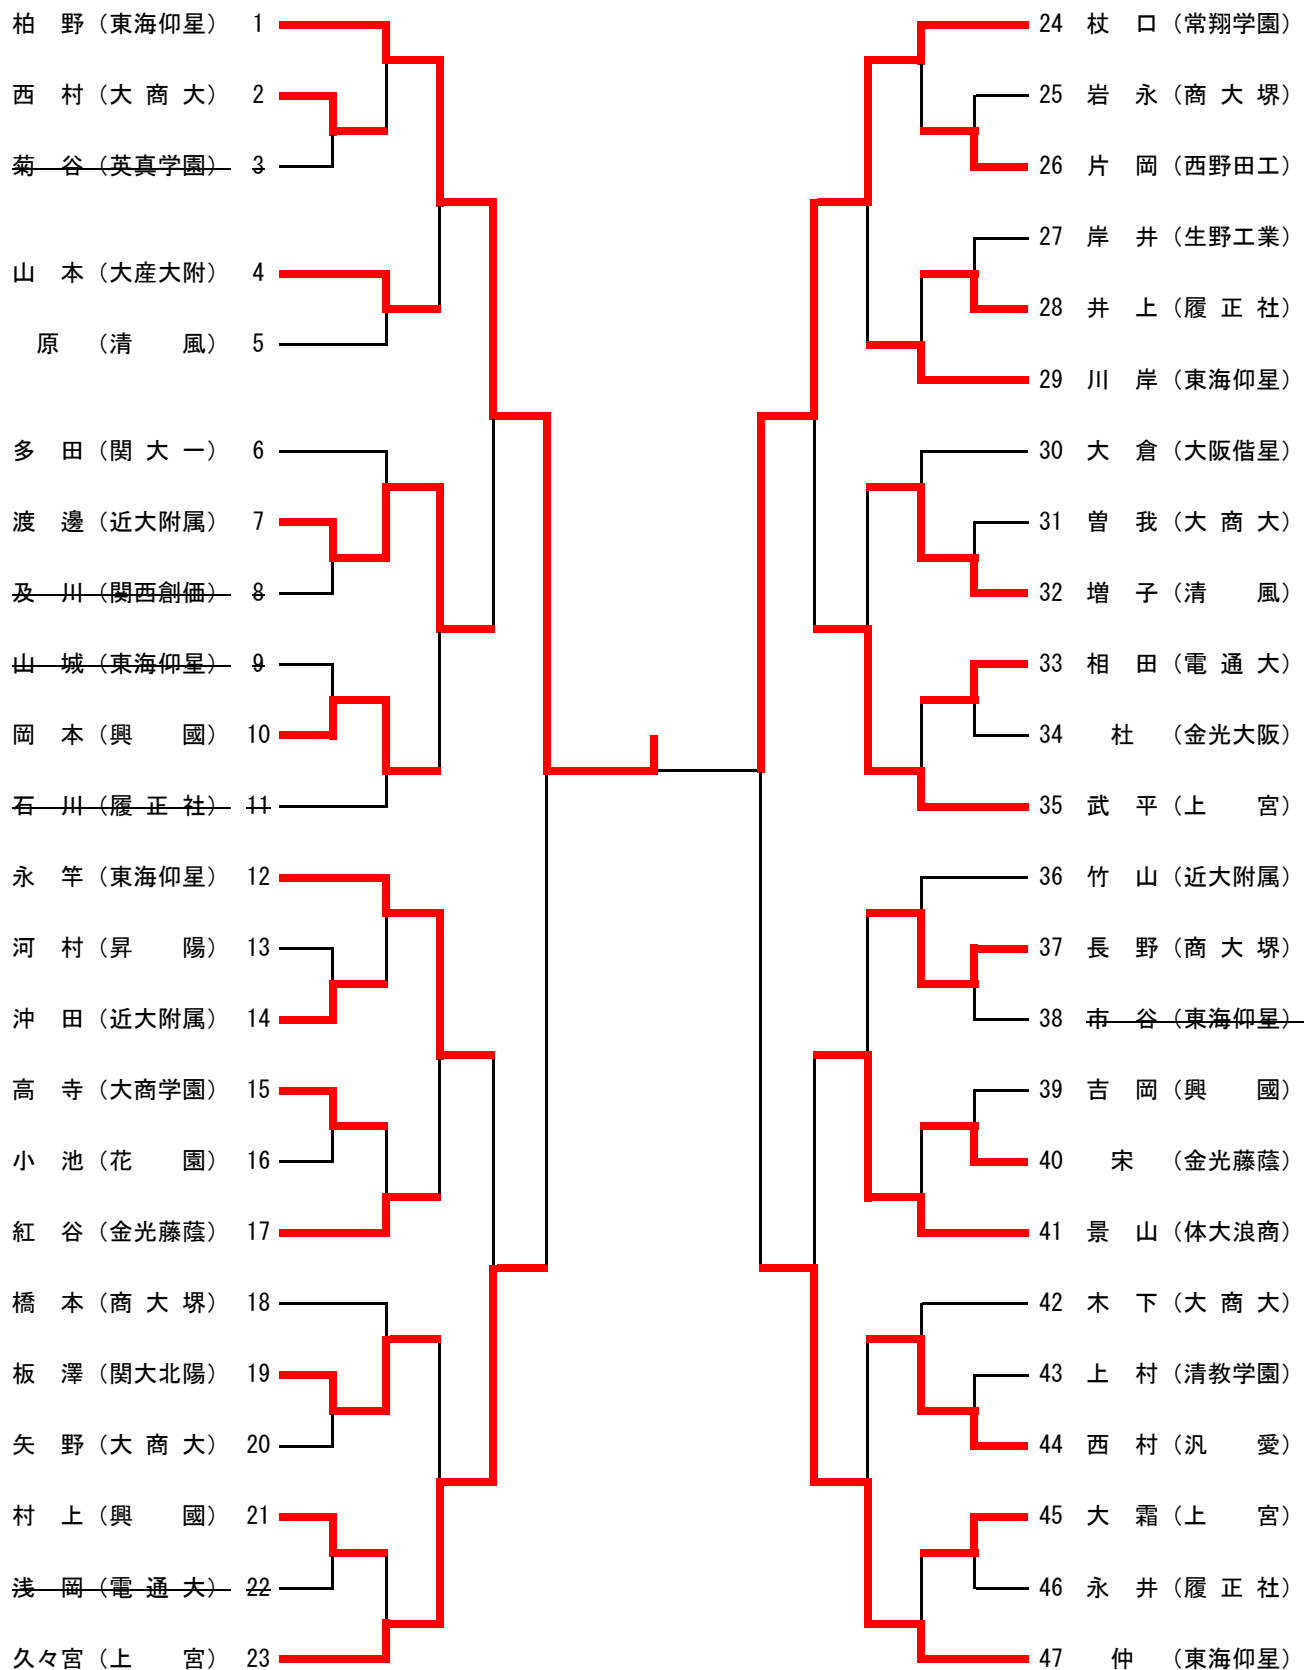 柏　野（東海仰星）　1
西　村（大 商 大）　2
菊　谷（英真学園）　3
山　本（大産大附）　4
原　（清　　風）　5
多　田（関 大 一）　6
渡　邊（近大附属）　7
及　川（関西創価）　8
山　城（東海仰星）　9
岡　本（興　　國）　10
石　川（履 正 社）　11
永　竿（東海仰星）　12
河　村（昇　　陽）　13
沖　田（近大附属）　14
高　寺（大商学園）　15
小　池（花　　園）　16
紅　谷（金光藤蔭）　17
橋　本（商 大 堺）　18
板　澤（関大北陽）　19
矢　野（大 商 大）　20
村　上（興　　國）　21
浅　岡（電 通 大）　22
久々宮（上　　宮）　23
24　杖　口（常翔学園）
25　岩　永（商 大 堺）
26　片　岡（西野田工）
27　岸　井（生野工業）
28　井　上（履 正 社）
29　川　岸（東海仰星）
30　大　倉（大阪偕星）
31　曽　我（大 商 大）
32　増　子（清　　風）
33　相　田（電 通 大）
34　杜　（金光大阪）
35　武　平（上　　宮）
36　竹　山（近大附属）
37　長　野（商 大 堺）
38　市　谷（東海仰星）
39　吉　岡（興　　國）
40　宋　（金光藤蔭）
41　景　山（体大浪商）
42　木　下（大 商 大）
43　上　村（清教学園）
44　西　村（汎　　愛）
45　大　霜（上　　宮）
46　永　井（履 正 社）
47　仲　（東海仰星）